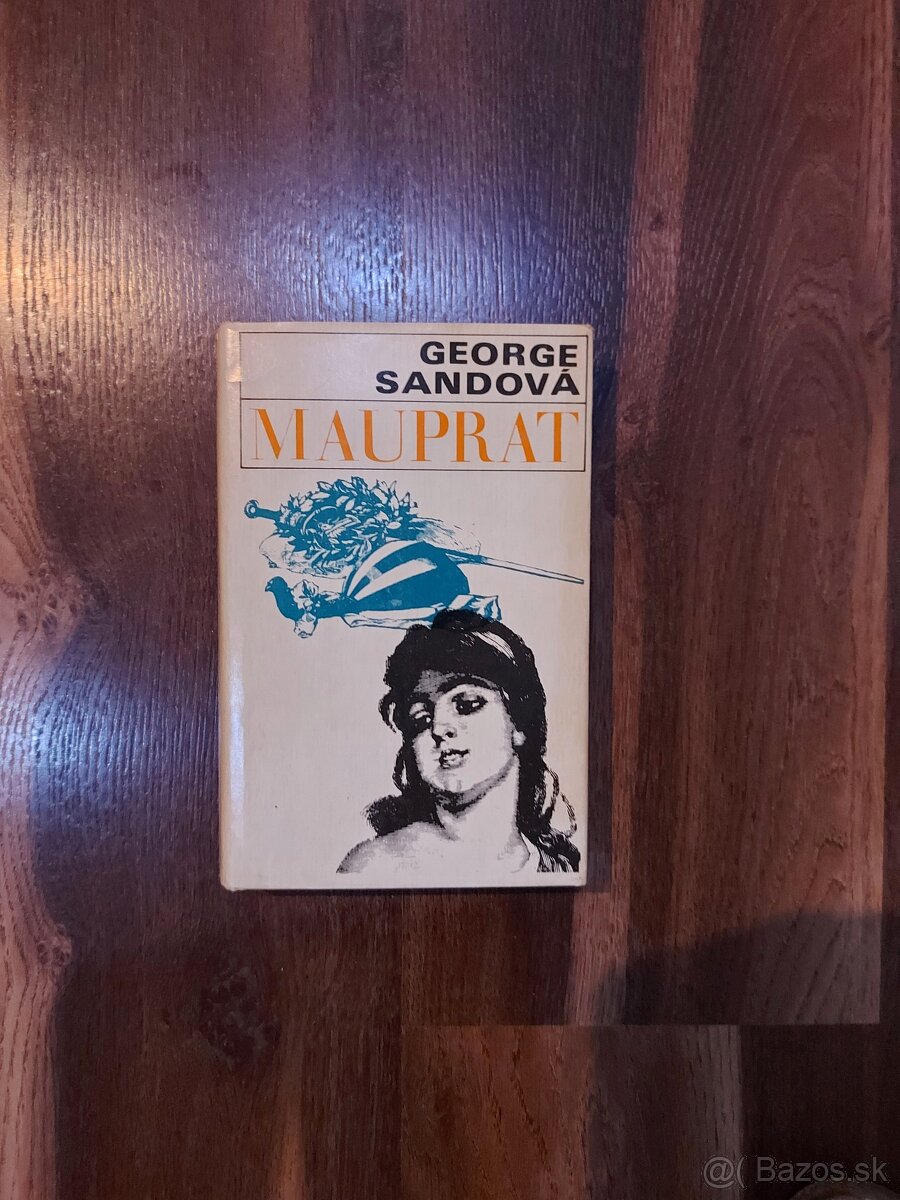 GEORGE
SANDOVÁ
MAUPRAT
@( Bazos.sk